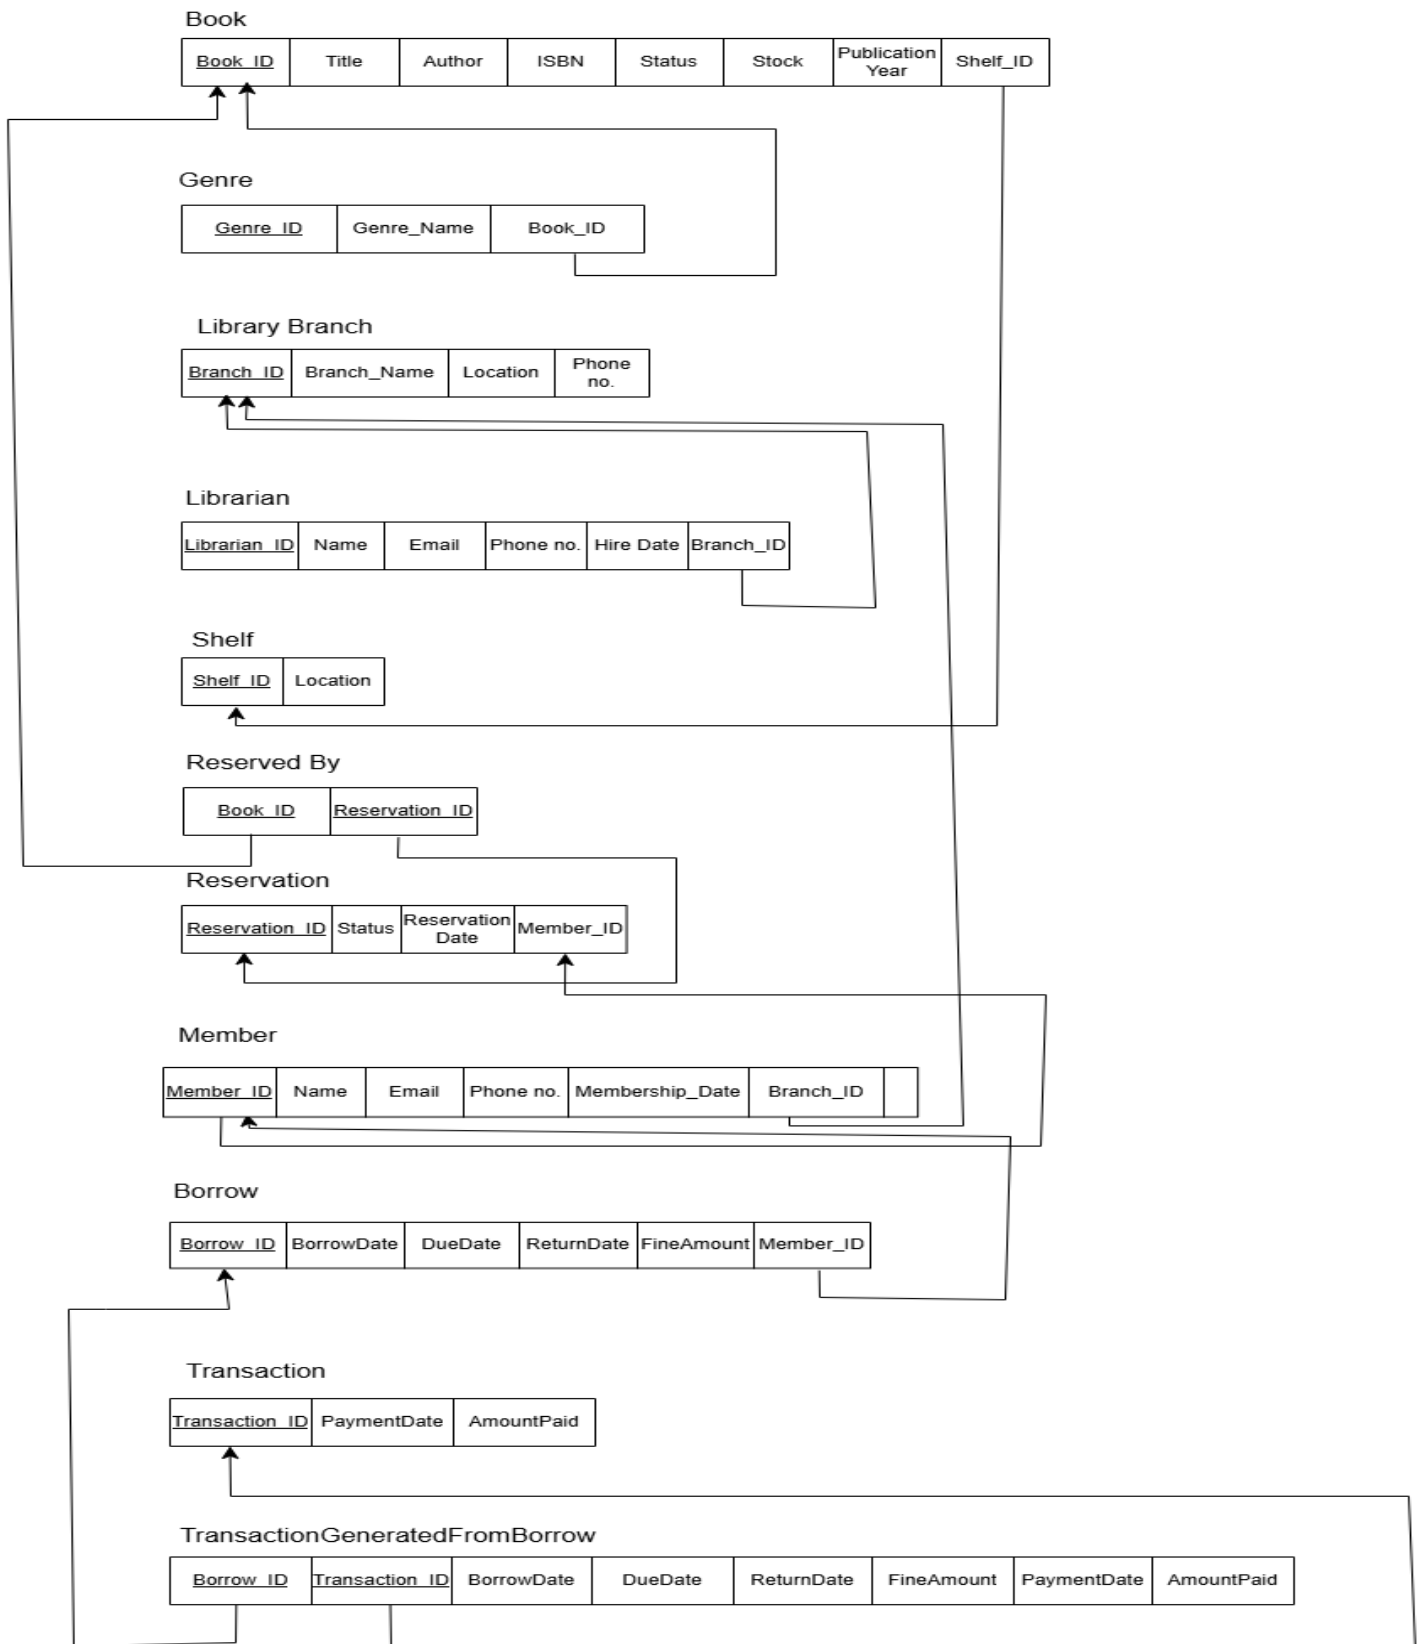 Book
Book_ID Title Author ISBN Status Stock Publication Year Shelf_ID
Genre
Genre_ID Genre_Name Book_ID
Library Branch
Branch_ID Branch_Name Location Phone no.
Librarian
Librarian_ID Name Email Phone no. Hire Date Branch_ID
Shelf
Shelf_ID Location
Reserved By
Book_ID Reservation_ID
Reservation
Reservation_ID Status Reservation Date Member_ID
Member
Member_ID Name Email Phone no. Membership_Date Branch_ID
Borrow
Borrow_ID BorrowDate DueDate ReturnDate FineAmount Member_ID
Transaction
Transaction_ID PaymentDate AmountPaid
TransactionGeneratedFromBorrow
Borrow_ID Transaction_ID BorrowDate DueDate ReturnDate FineAmount PaymentDate AmountPaid